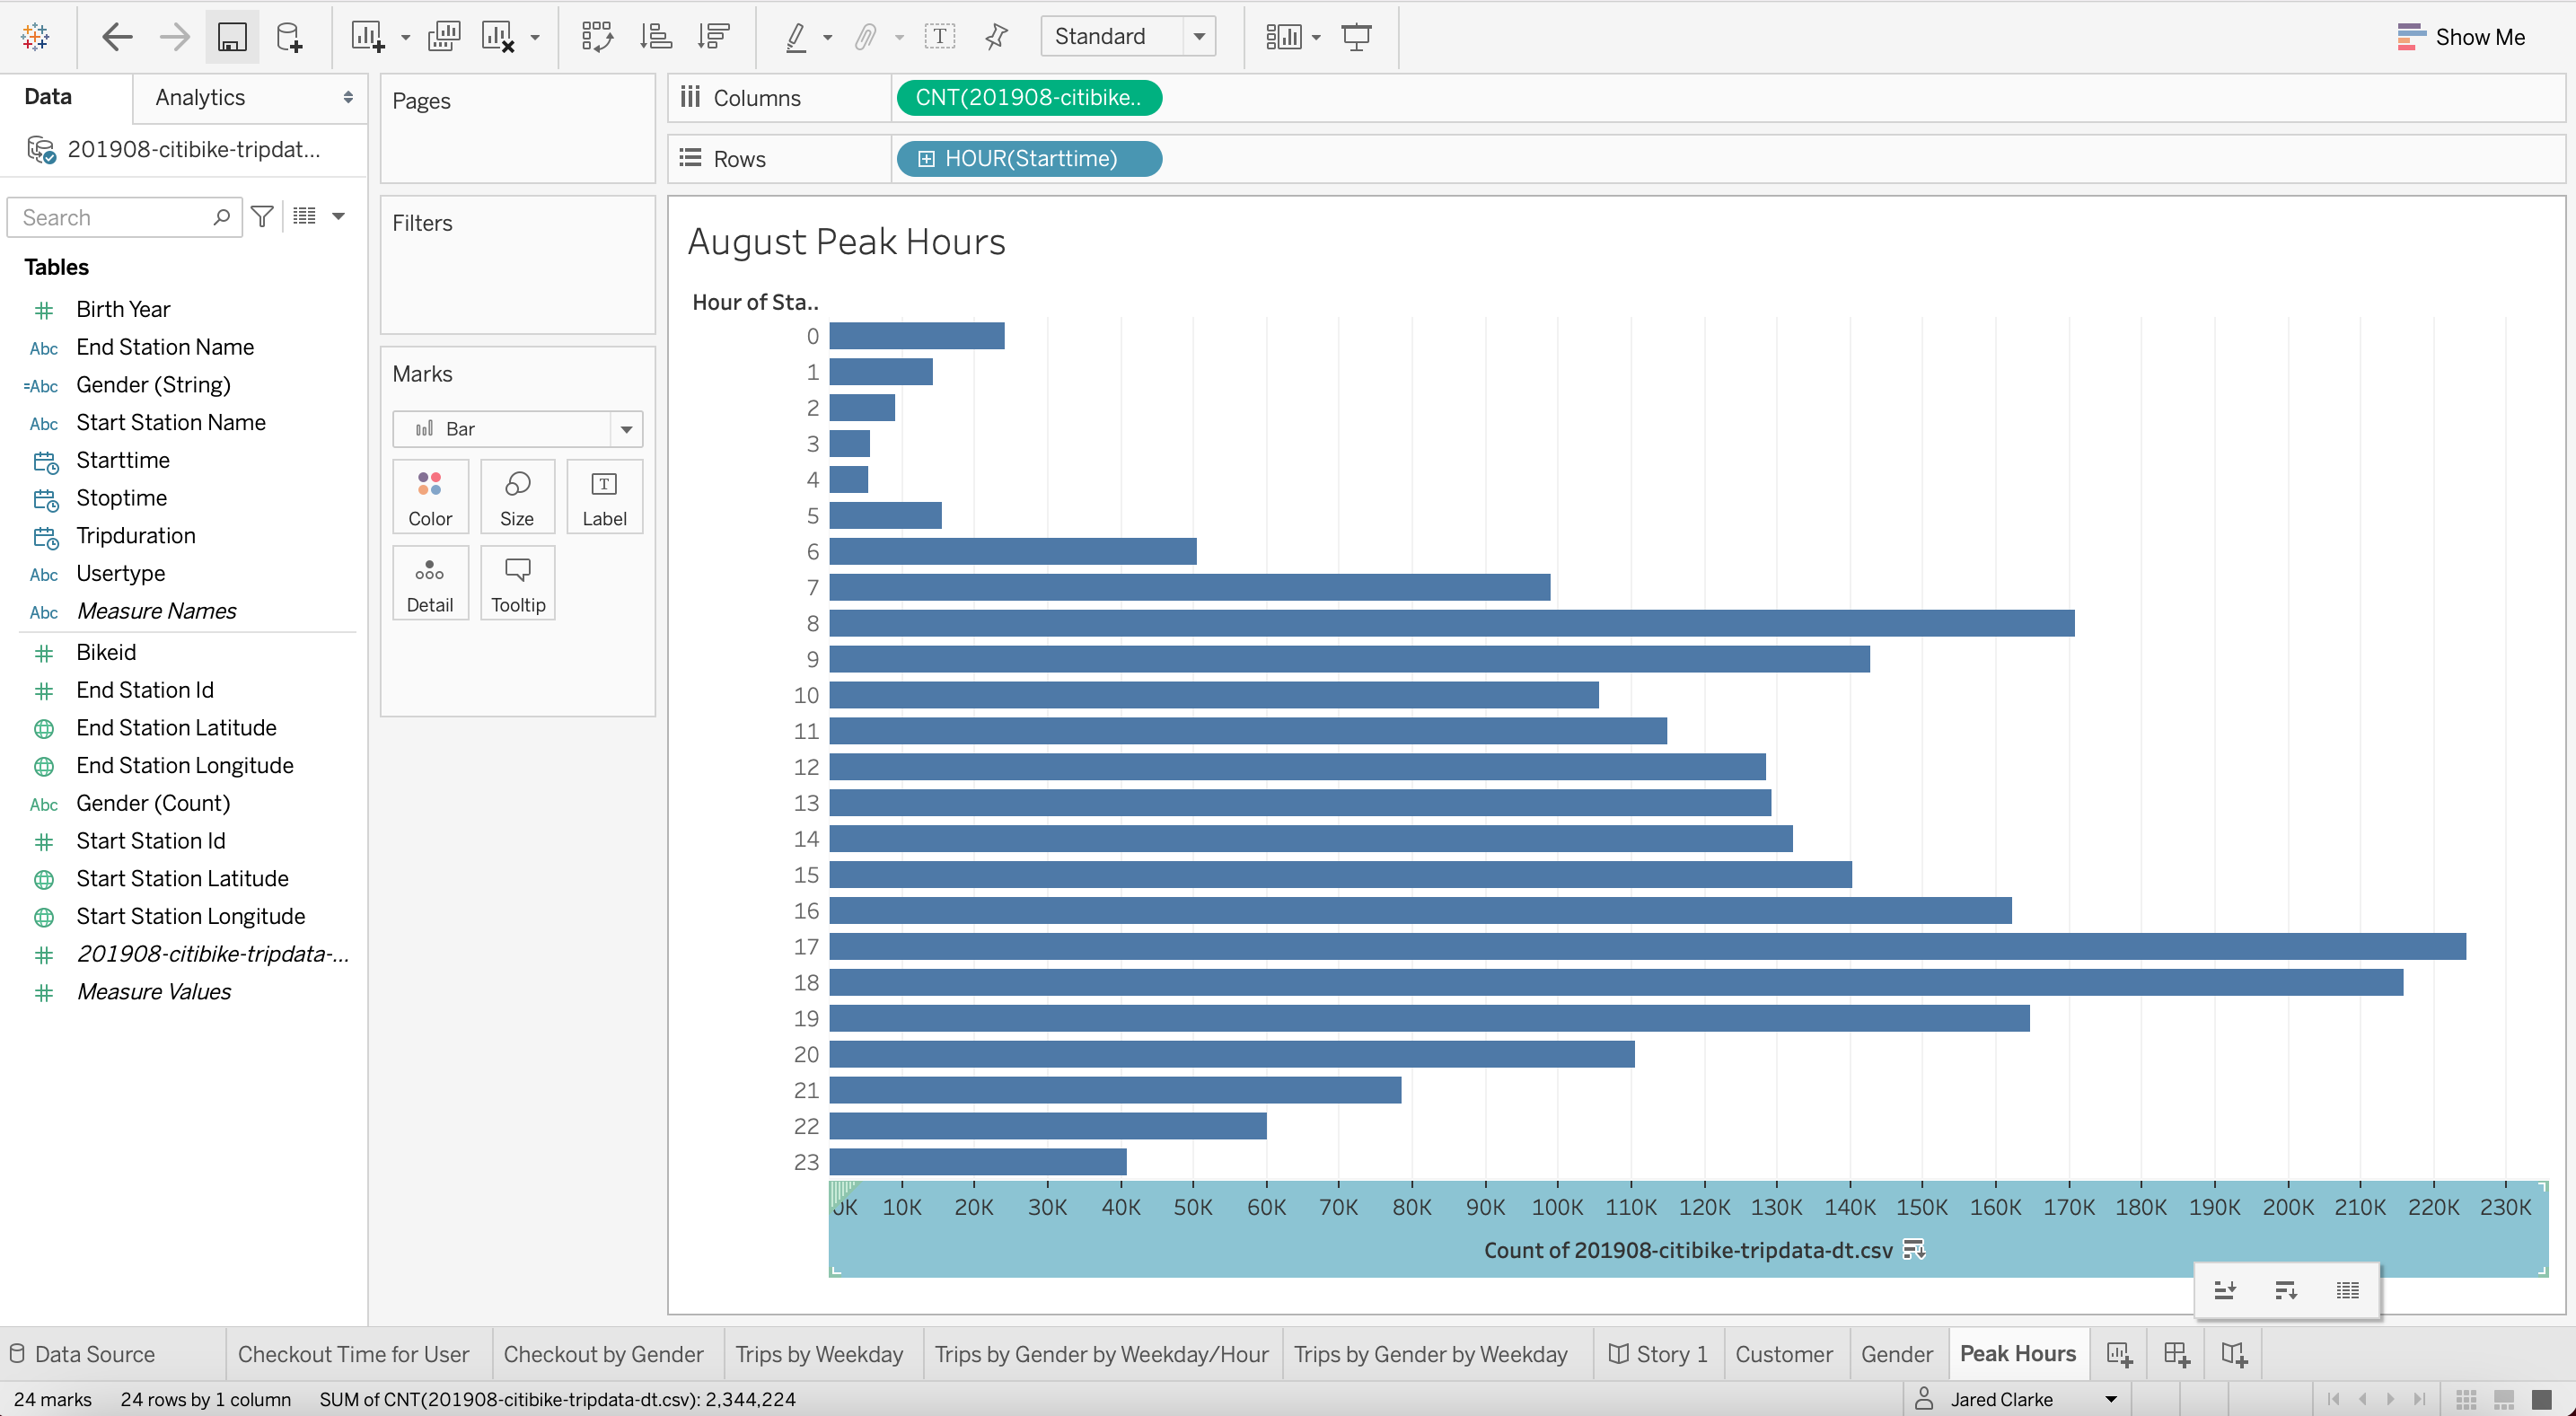 Standard
Show Me
Data
Analytics
201908-citibike-tripdat...
Search
Tables
Birth Year
Abc End Station Name
=Abc Gender (String)
Abc Start Station Name
Starttime
Stoptime
Tripduration
Abc Usertype
Abc Measure Names
Bikeid
End Station Id
End Station Latitude
End Station Longitude
Abc Gender (Count)
Start Station Id
Start Station Latitude
Start Station Longitude
201908-citibike-tripdata-...
Measure Values
Pages
Filters
Marks
Bar
Color Size Label
Detail Tooltip
Columns CNT(201908-citibike..
Rows HOUR(Starttime)
August Peak Hours
Hour of Sta..
0
1
2
3
4
5
6
7
8
9
10
11
12
13
14
15
16
17
18
19
20
21
22
23
0K 10K 20K 30K 40K 50K 60K 70K 80K 90K 100K 110K 120K 130K 140K 150K 160K 170K 180K 190K 200K 210K 220K 230K
Count of 201908-citibike-tripdata-dt.csv
Data Source Checkout Time for User Checkout by Gender Trips by Weekday Trips by Gender by Weekday/Hour Trips by Gender by Weekday Story 1 Customer Gender Peak Hours
24 marks 24 rows by 1 column SUM of CNT(201908-citibike-tripdata-dt.csv): 2,344,224 Jared Clarke